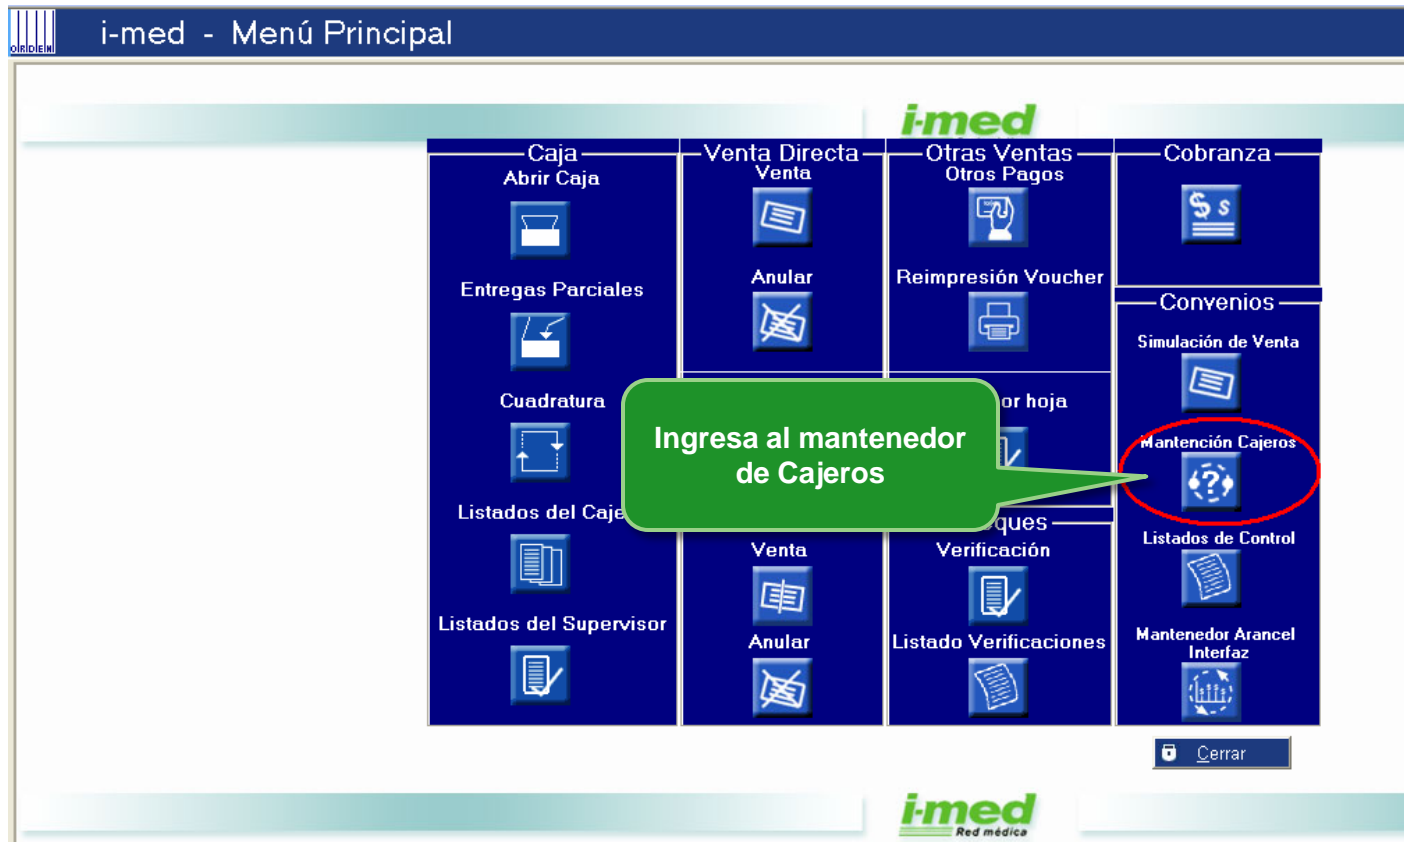 ORDEN
i-med - Menú Principal
i-med
Caja
Abrir Caja
Entregas Parciales
Cuadratura
Listados del Caje
Listados del Supervisor
Venta Directa
Venta
Anular
Venta
Anular
Otras Ventas
Otros Pagos
Reimpresión Voucher
or hoja
ques
Verificación
Listado Verificaciones
Cobranza
$ s
Convenios
Simulación de Venta
Mantención Cajeros
?
Listados de Control
Mantenedor Arancel
Interfaz
Ingresa al mantenedor
de Cajeros
Cerrar
i-med
Red médica